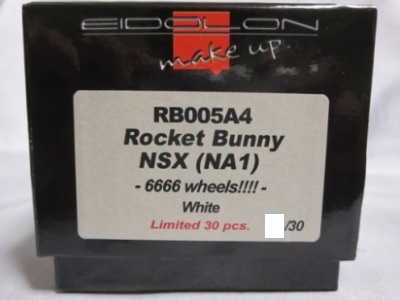 EIDOLON
make up
RB005A4
Rocket Bunny
NSX (NA1)
- 6666 wheels!!!! -
White
Limited 30 pcs. /30